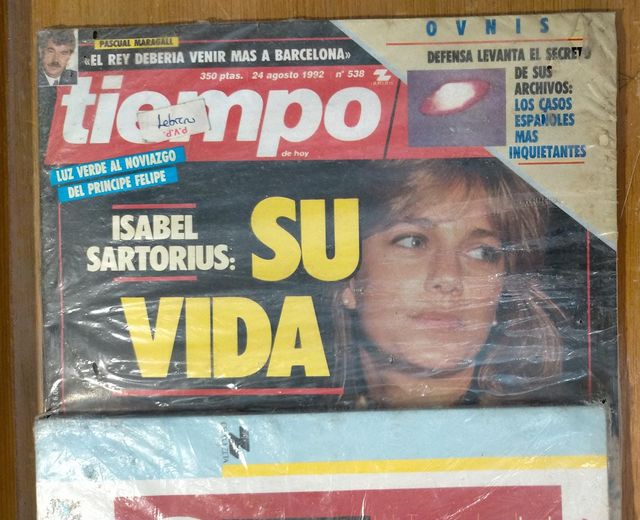 PASCUAL MARAGALL
«EL REY DEBERIA VENIR MAS A BARCELONA»
OVNIS
DEFENSA LEVANTA EL SECRETO
DE SUS
ARCHIVOS:
LOS CASOS
ESPAÑOLES
MAS
INQUIETANTES
350 ptas. 24 agosto 1992 nº 538
tiempo
de hoy
Lebrero
P.V.P.
LUZ VERDE AL NOVIAZGO
DEL PRINCIPE FELIPE
ISABEL
SARTORIUS:
SU
VIDA